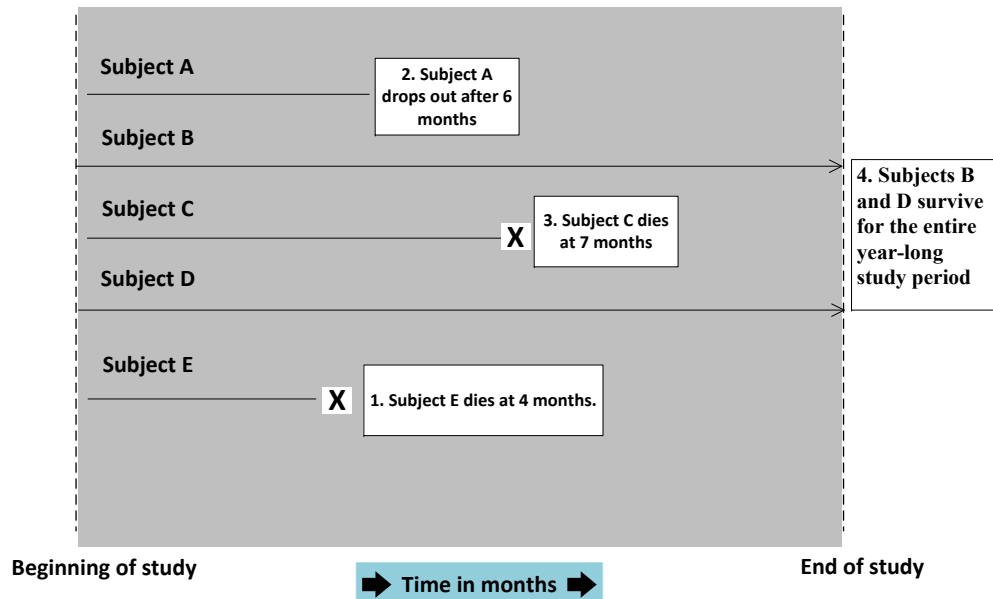 Subject A
2. Subject A
drops out after 6
months
Subject B
4. Subjects B
and D survive
for the entire
year-long
study period
Subject C
X
3. Subject C dies
at 7 months
Subject D
Subject E
X
1. Subject E dies at 4 months.
Beginning of study
Time in months
End of study